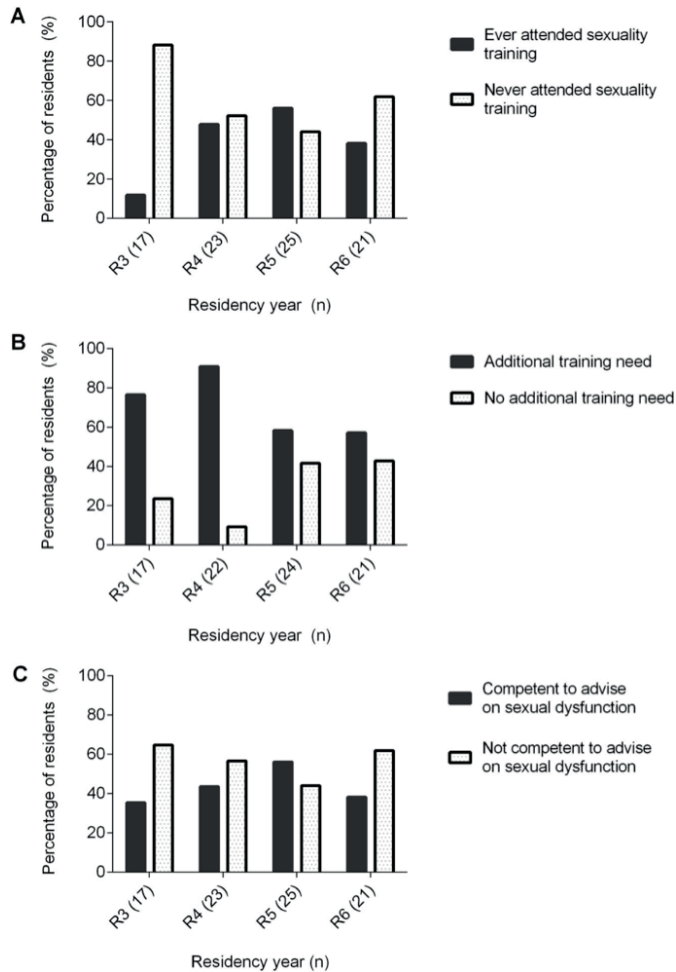 A
Percentage of residents (%)
100
80
60
40
20
0
R3 (17)
R4 (23)
R5 (25)
R6 (21)
Residency year (n)
Ever attended sexuality
training
Never attended sexuality
training
B
Percentage of residents (%)
100
80
60
40
20
0
R3 (17)
R4 (22)
R5 (24)
R6 (21)
Residency year (n)
Additional training need
No additional training need
C
Percentage of residents (%)
100
80
60
40
20
0
R3 (17)
R4 (23)
R5 (25)
R6 (21)
Residency year (n)
Competent to advise
on sexual dysfunction
Not competent to advise
on sexual dysfunction